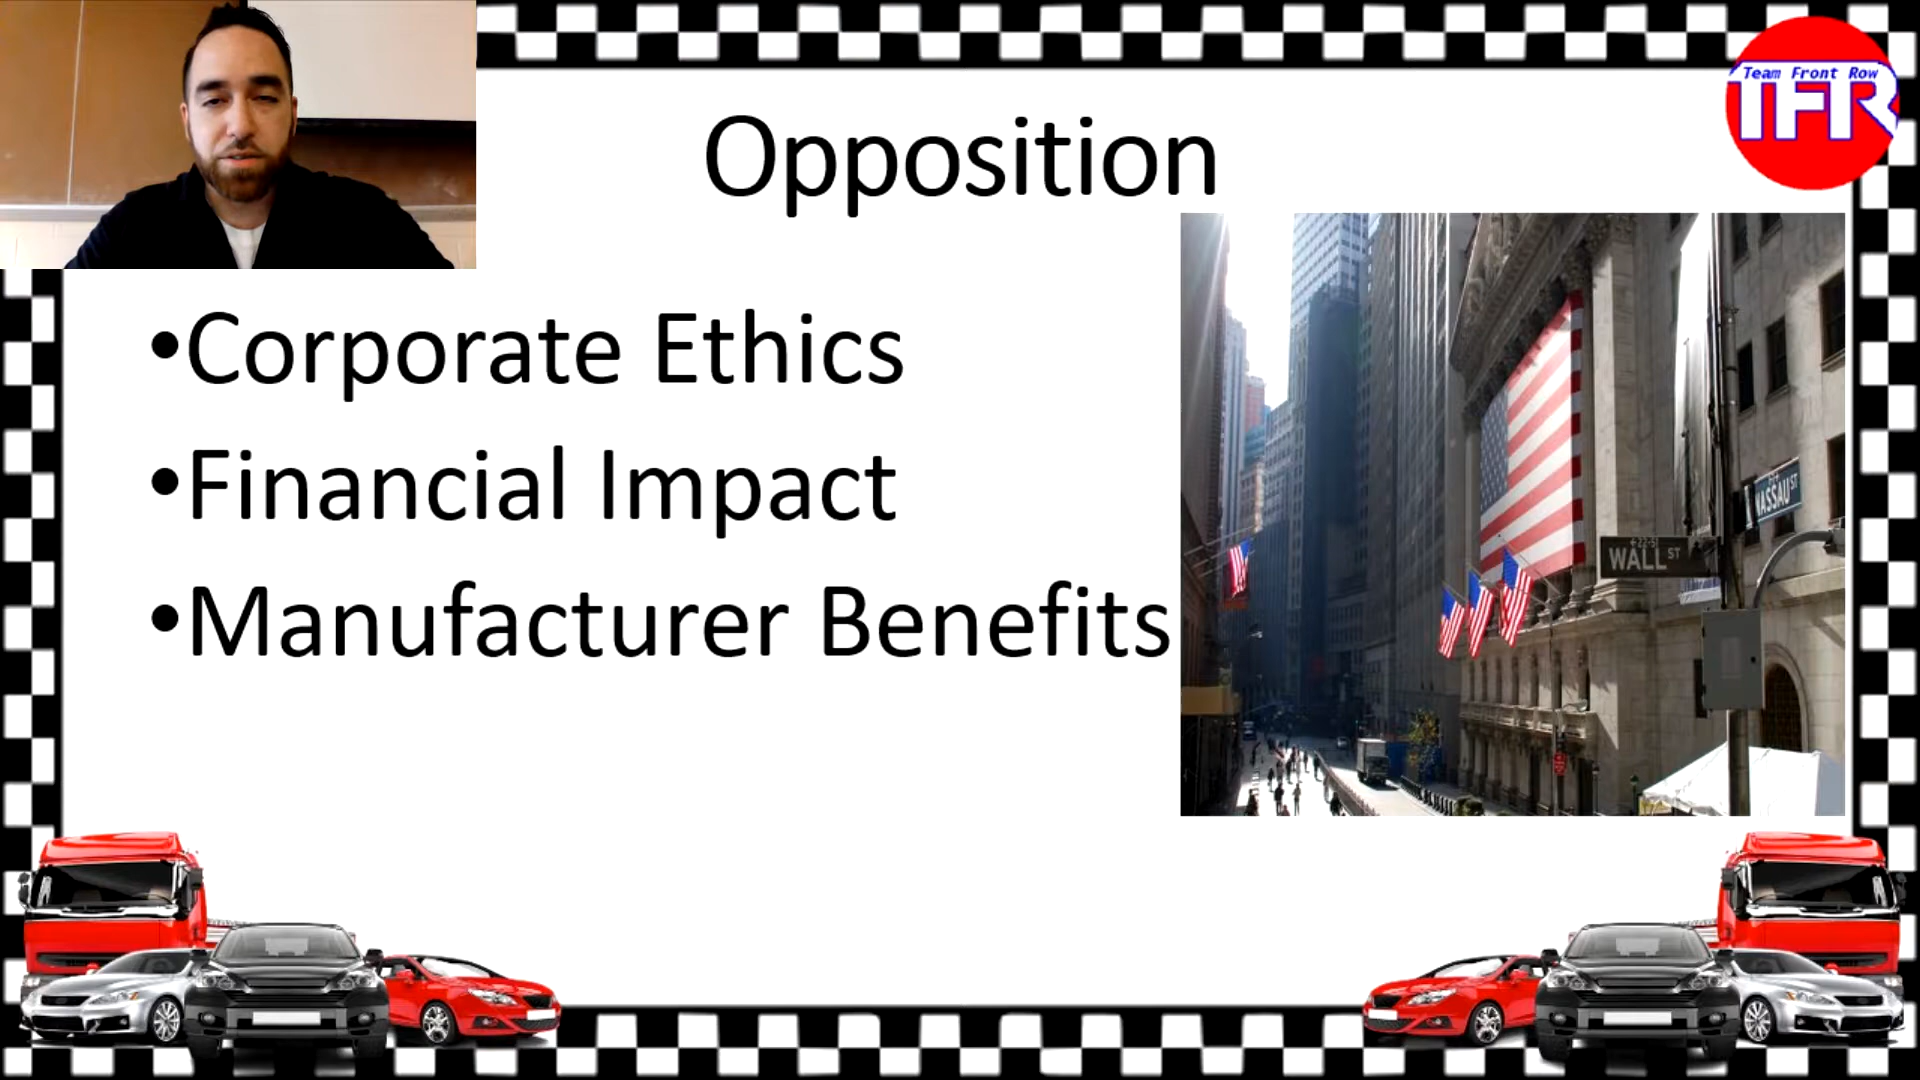 Team Front Row
TFR
Opposition
•Corporate Ethics
•Financial Impact
•Manufacturer Benefits
NASSAU ST
WALL ST